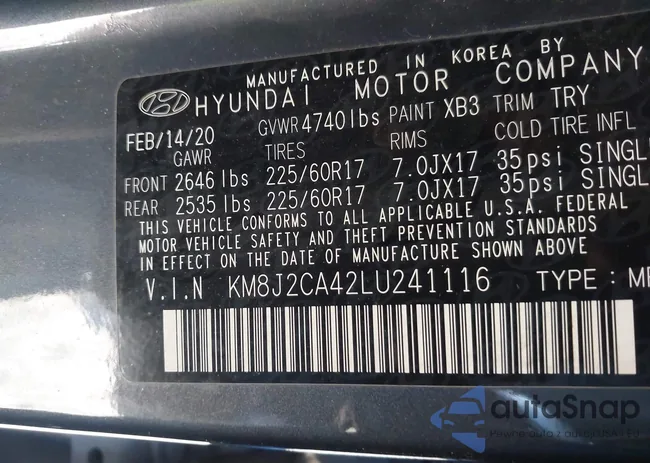 MANUFACTURED IN KOREA BY
HYUNDAI MOTOR COMPANY
FEB/14/20 GVWR 4740 lbs PAINT XB3 TRIM TRY
GAWR TIRES RIMS COLD TIRE INFL
FRONT 2646 lbs 225/60R17 7.0JX17 35psi SINGL
REAR 2535 lbs 225/60R17 7.0JX17 35psi SINGL
THIS VEHICLE CONFORMS TO ALL APPLICABLE U.S.A. FEDERAL
MOTOR VEHICLE SAFETY AND THEFT PREVENTION STANDARDS
IN EFFECT ON THE DATE OF MANUFACTURE SHOWN ABOVE
V.I.N KM8J2CA42LU241116 TYPE : MP
autaSnap